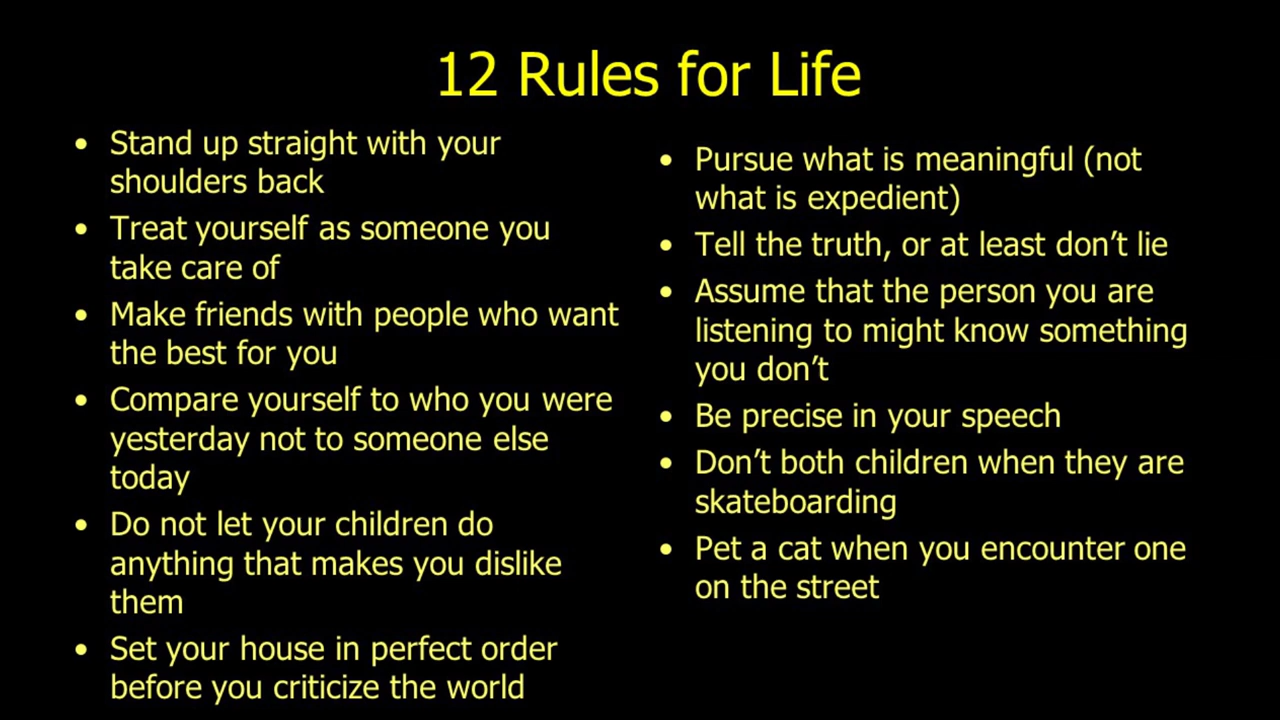 12 Rules for Life
• Stand up straight with your
shoulders back
• Treat yourself as someone you
take care of
• Make friends with people who want
the best for you
• Compare yourself to who you were
yesterday not to someone else
today
• Do not let your children do
anything that makes you dislike
them
• Set your house in perfect order
before you criticize the world
• Pursue what is meaningful (not
what is expedient)
• Tell the truth, or at least don’t lie
• Assume that the person you are
listening to might know something
you don’t
• Be precise in your speech
• Don’t both children when they are
skateboarding
• Pet a cat when you encounter one
on the street